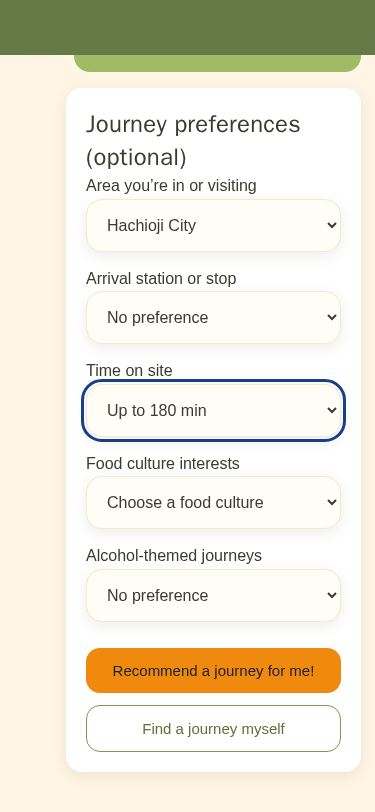 Journey preferences
(optional)
Area you’re in or visiting
Hachioji City
Arrival station or stop
No preference
Time on site
Up to 180 min
Food culture interests
Choose a food culture
Alcohol-themed journeys
No preference
Recommend a journey for me!
Find a journey myself